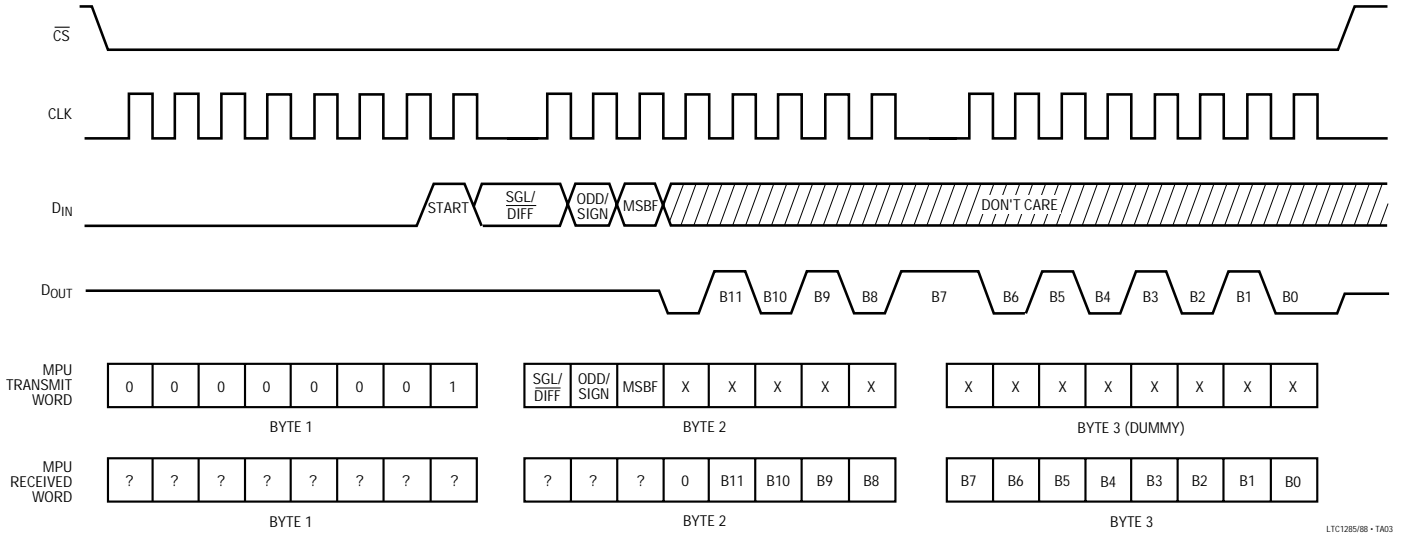 CS
CLK
DIN
START
SGL/
DIFF
ODD/
SIGN
MSBF
DON'T CARE
DOUT
B11 B10 B9 B8 B7 B6 B5 B4 B3 B2 B1 B0
MPU
TRANSMIT
WORD
0 0 0 0 0 0 0 1
SGL/
DIFF
ODD/
SIGN
MSBF X X X X X
X X X X X X X X
BYTE 1
BYTE 2
BYTE 3 (DUMMY)
MPU
RECEIVED
WORD
? ? ? ? ? ? ? ?
? ? ? 0 B11 B10 B9 B8
B7 B6 B5 B4 B3 B2 B1 B0
BYTE 1
BYTE 2
BYTE 3
LTC1285/88 • TA03